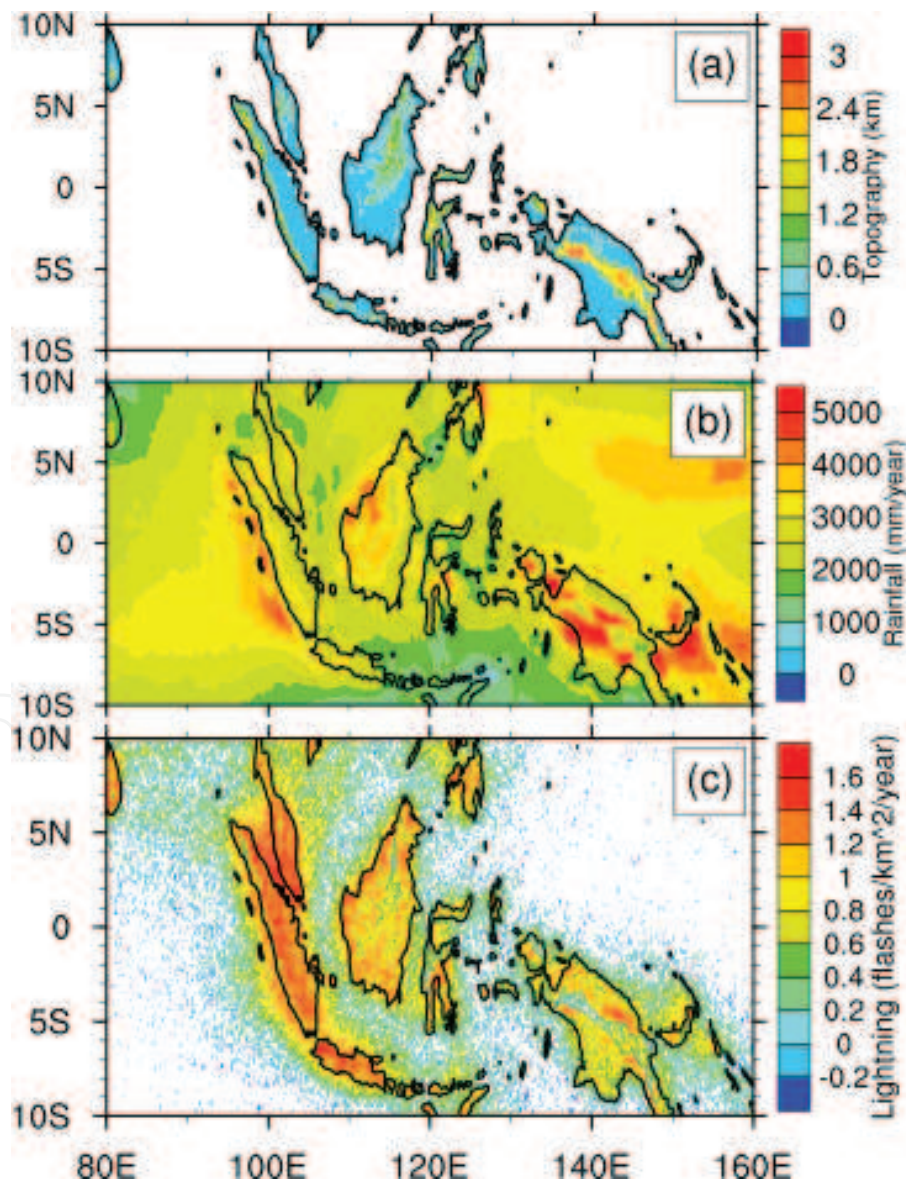 10N
5N
0
5S
10S
(a)
3
2.4
1.8
1.2
0.6
0
Topography (km)
10N
5N
0
5S
10S
(b)
5000
4000
3000
2000
1000
0
Rainfall (mm/year)
10N
5N
0
5S
10S
(c)
1.6
1.4
1.2
1
0.8
0.6
0.4
0.2
0
-0.2
Lightning (flashes/km^2/year)
80E 100E 120E 140E 160E